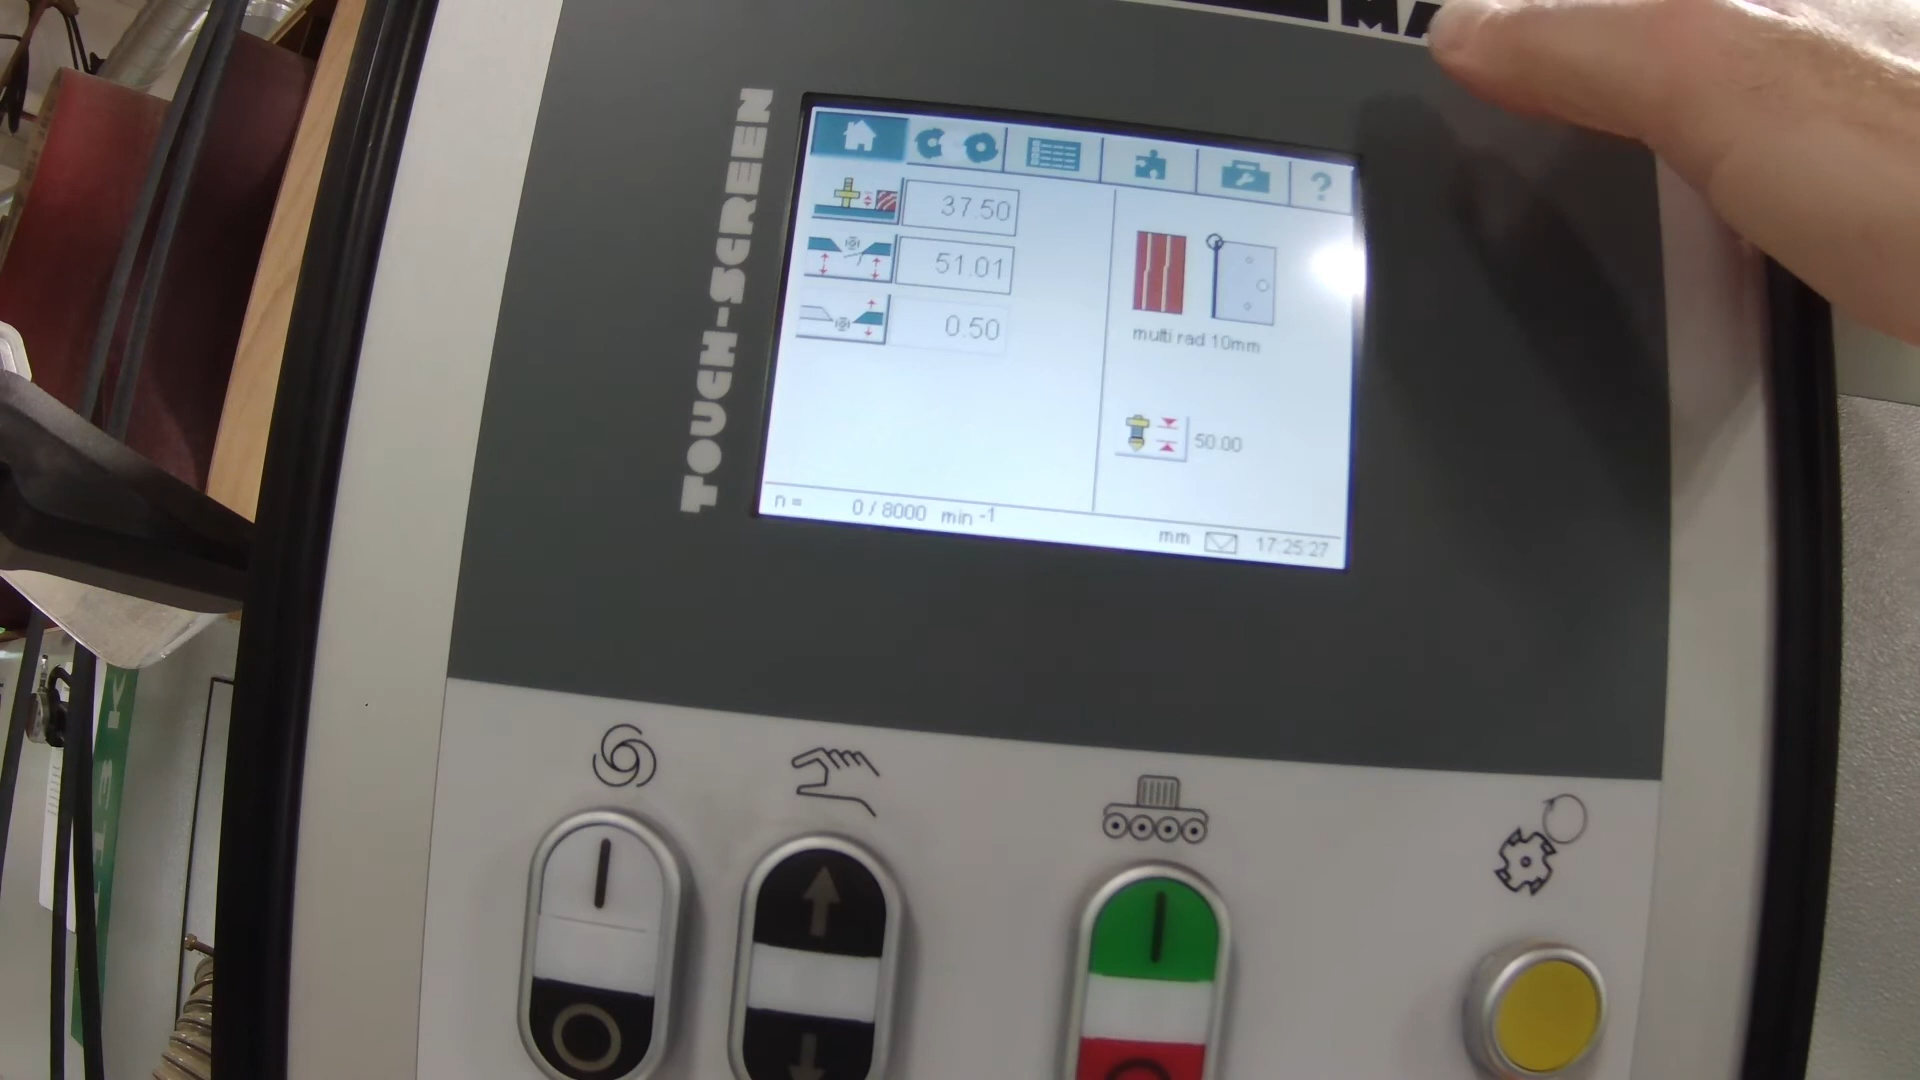 MA
TOUCH-SCREEN
?
37.50
51.01
0.50
multi rad 10mm
50.00
n = 0 / 8000 min -1
mm 17:25:27